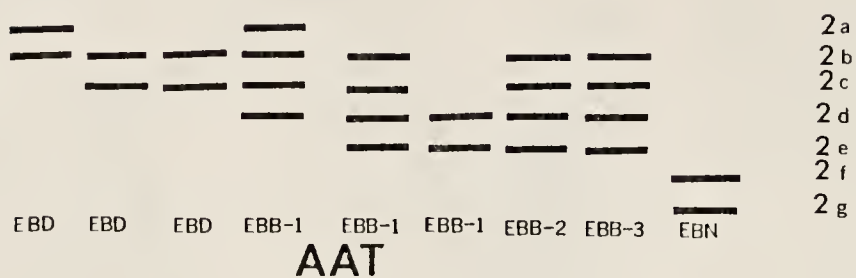 2a
2b
2c
2d
2e
2f
2g
EBD EBD EBD EBB-1 EBB-1 EBB-1 EBB-2 EBB-3 EBN
AAT